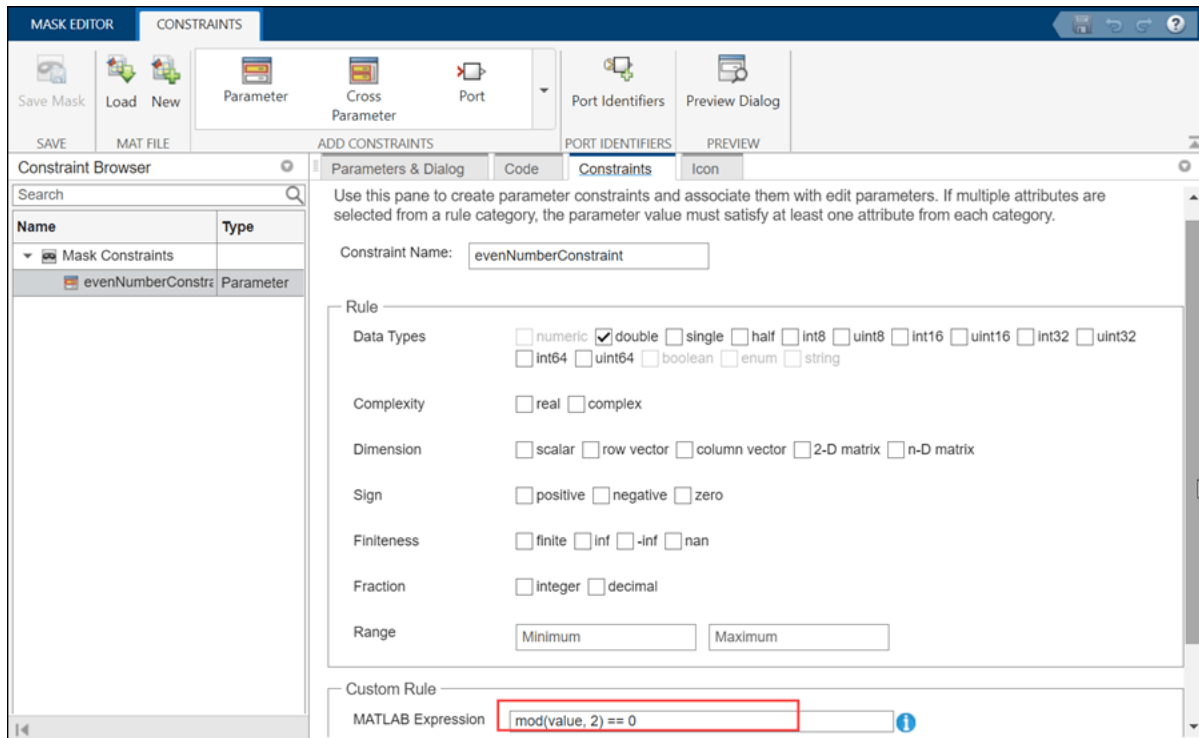 MASK EDITOR CONSTRAINTS
?
Save Mask Load New Parameter Cross Parameter Port Port Identifiers Preview Dialog
SAVE MAT FILE ADD CONSTRAINTS PORT IDENTIFIERS PREVIEW
Constraint Browser
Search
Name Type
Mask Constraints
evenNumberConstra Parameter
Parameters & Dialog Code Constraints Icon
Use this pane to create parameter constraints and associate them with edit parameters. If multiple attributes are
selected from a rule category, the parameter value must satisfy at least one attribute from each category.
Constraint Name: evenNumberConstraint
Rule
Data Types numeric double single half int8 uint8 int16 uint16 int32 uint32
int64 uint64 boolean enum string
Complexity real complex
Dimension scalar row vector column vector 2-D matrix n-D matrix
Sign positive negative zero
Finiteness finite inf -inf nan
Fraction integer decimal
Range Minimum Maximum
Custom Rule
MATLAB Expression mod(value, 2) == 0